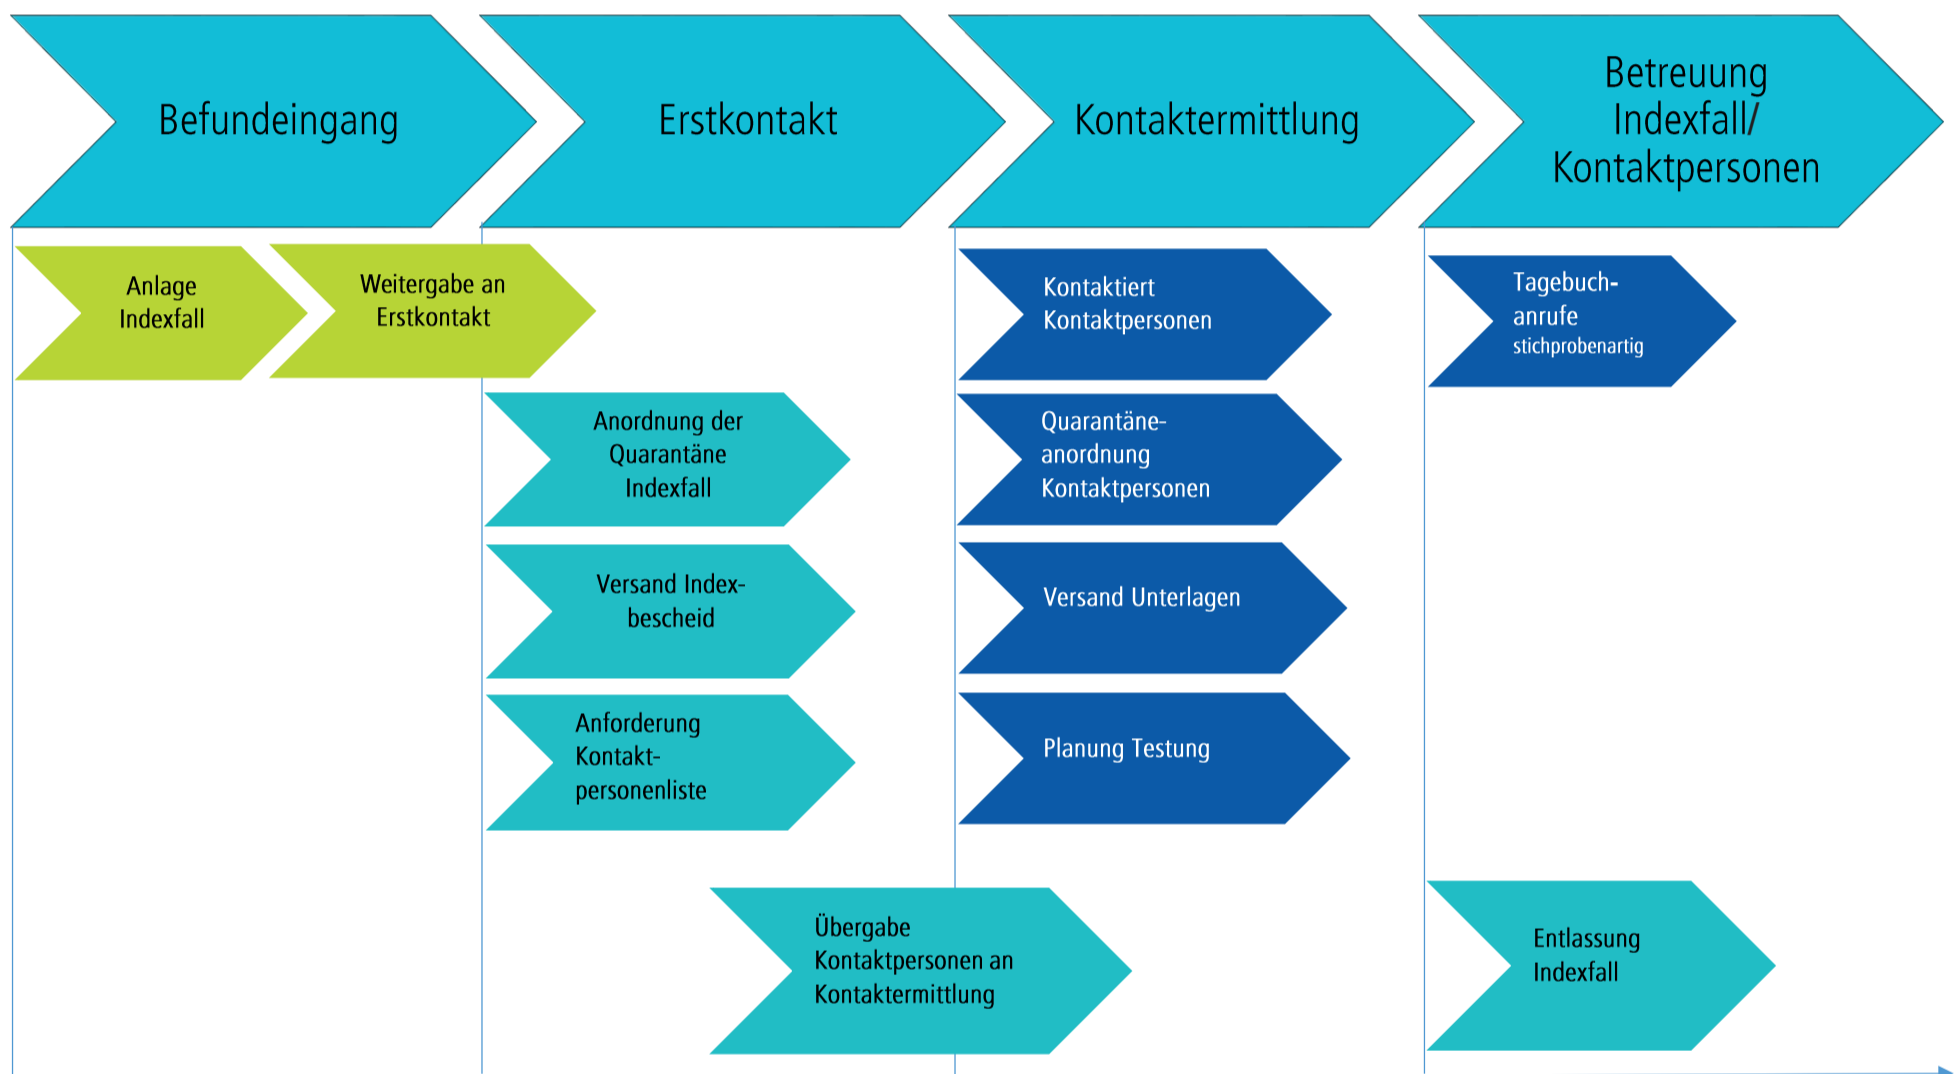 Befundeingang
Erstkontakt
Kontaktermittlung
Betreuung
Indexfall/
Kontaktpersonen
Anlage
Indexfall
Weitergabe an
Erstkontakt
Kontaktiert
Kontaktpersonen
Tagebuch-
anrufe
stichprobenartig
Anordnung der
Quarantäne
Indexfall
Quarantäne-
anordnung
Kontaktpersonen
Versand Index-
bescheid
Versand Unterlagen
Anforderung
Kontakt-
personenliste
Planung Testung
Übergabe
Kontaktpersonen an
Kontaktermittlung
Entlassung
Indexfall